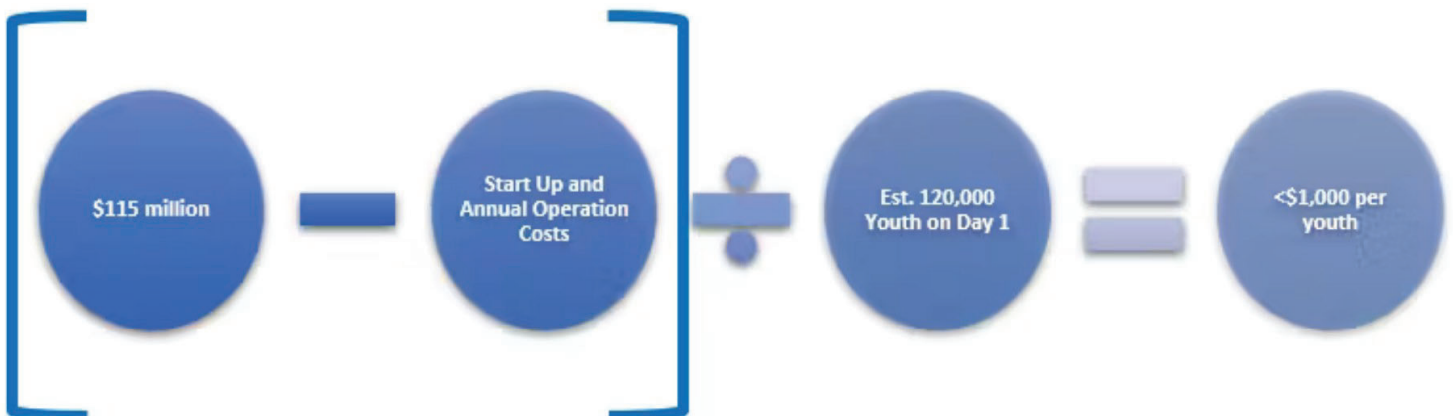 $115 million
Start Up and
Annual Operation
Costs
Est. 120,000
Youth on Day 1
<$1,000 per
youth